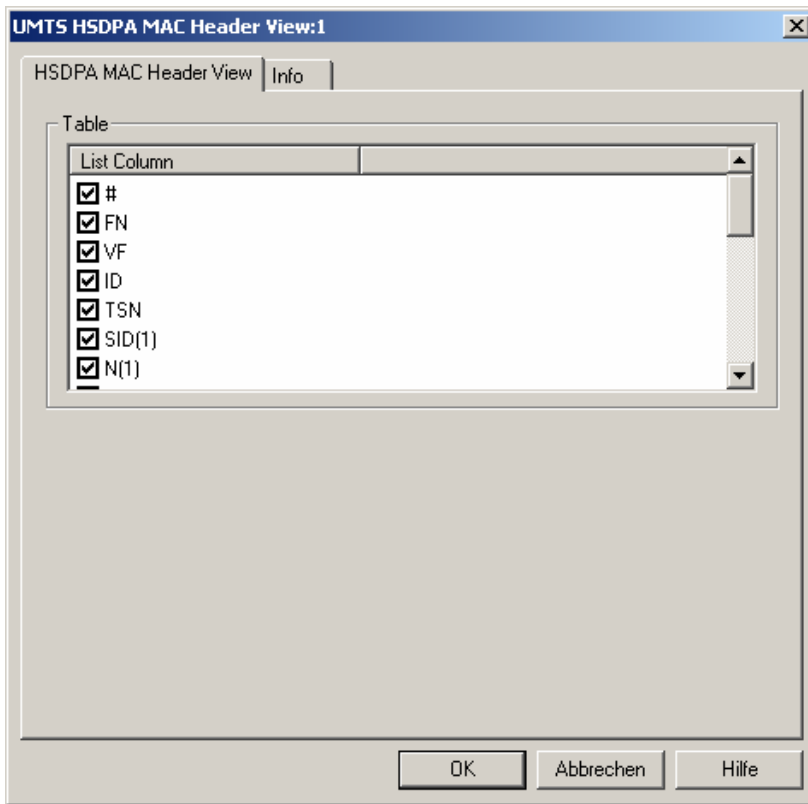 UMTS HSDPA MAC Header View:1
HSDPA MAC Header View Info
Table
List Column
#
FN
VF
ID
TSN
SID(1)
N(1)
OK Abbrechen Hilfe